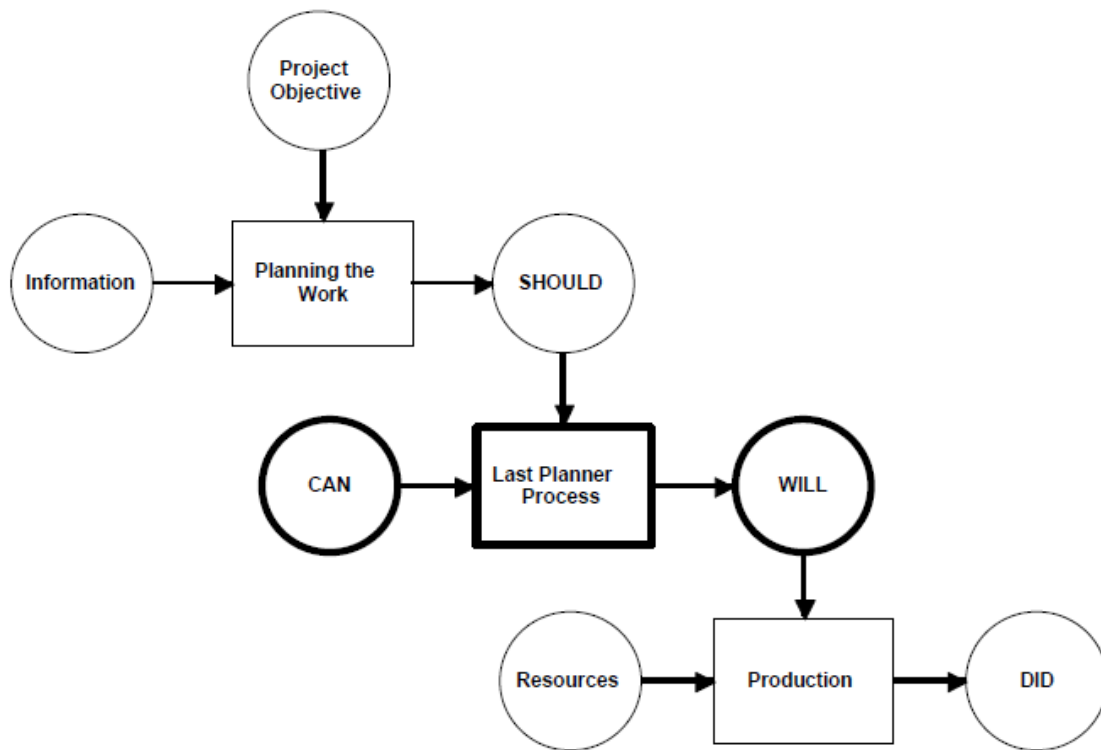 Project
Objective
Information
Planning the
Work
SHOULD
CAN
Last Planner
Process
WILL
Resources
Production
DID